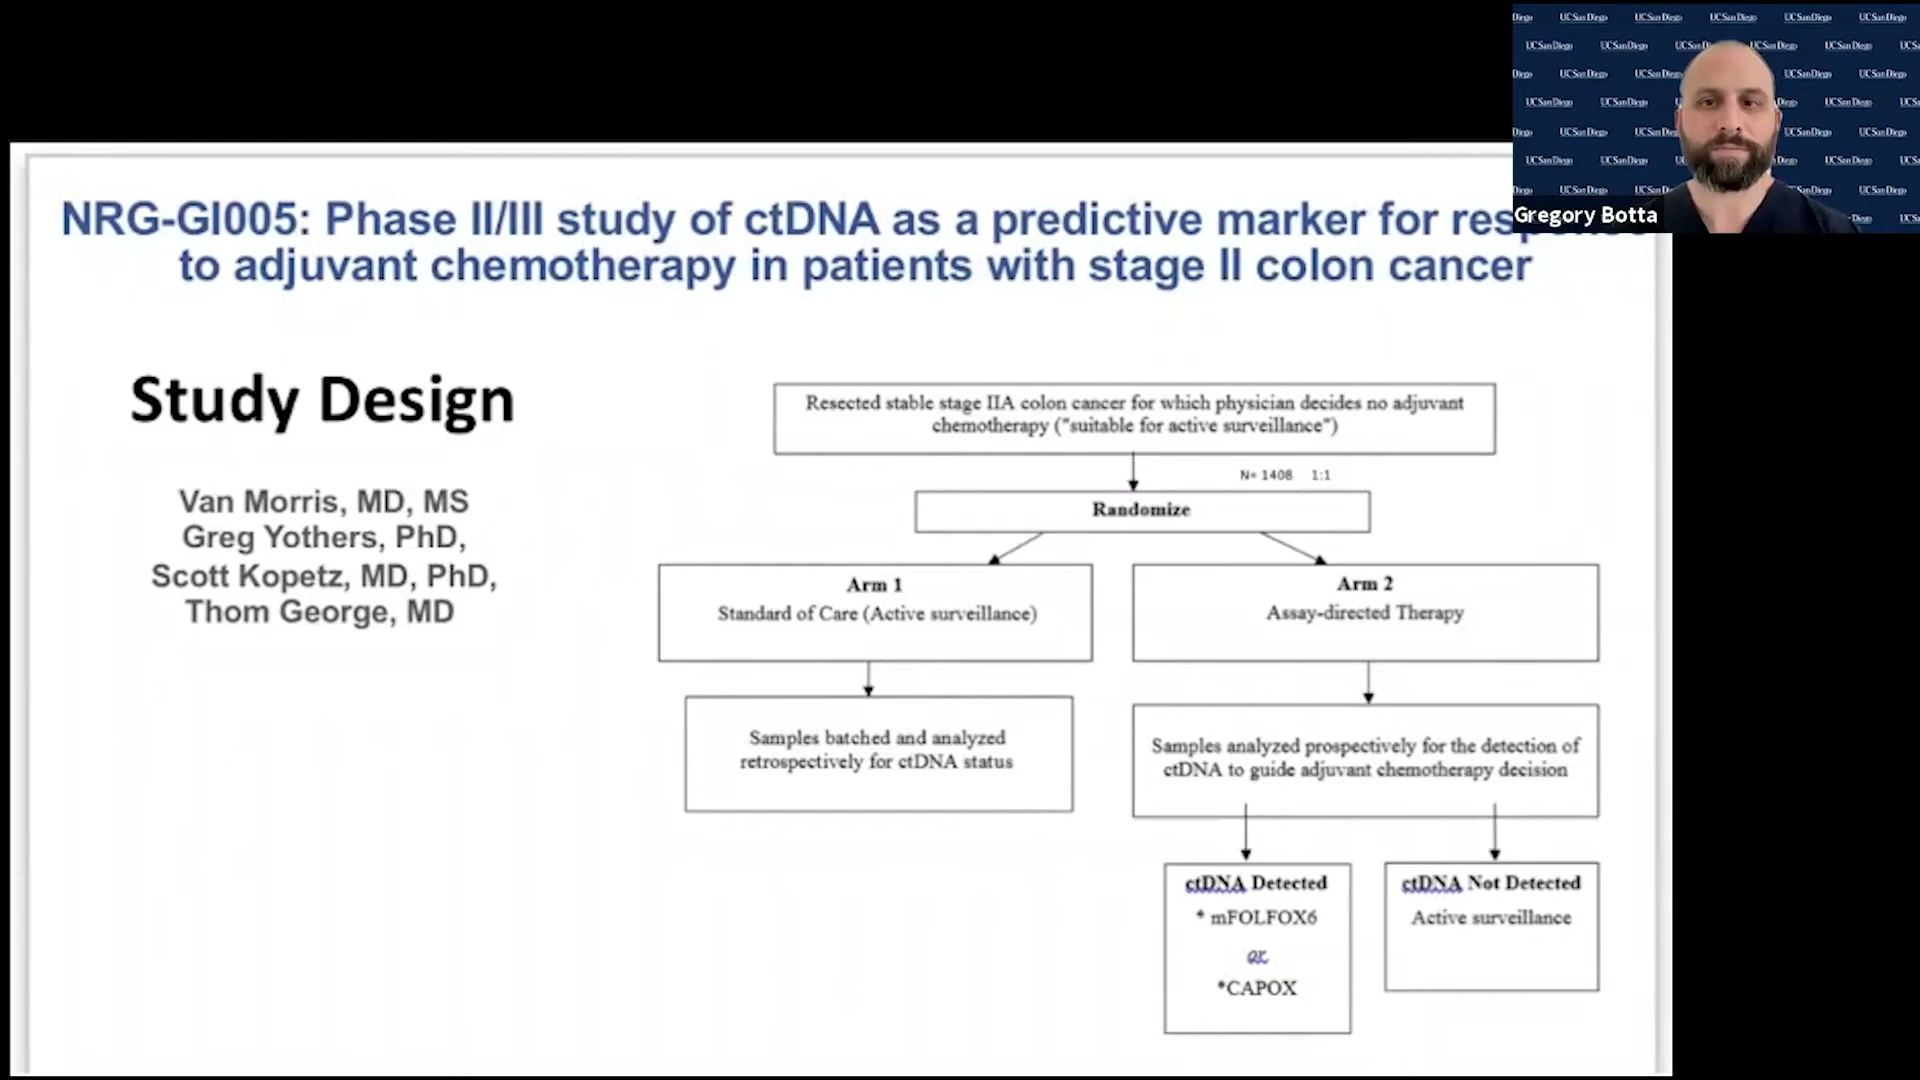 UC San Diego
Gregory Botta
NRG-GI005: Phase II/III study of ctDNA as a predictive marker for response
to adjuvant chemotherapy in patients with stage II colon cancer
Study Design
Van Morris, MD, MS
Greg Yothers, PhD,
Scott Kopetz, MD, PhD,
Thom George, MD
Resected stable stage IIA colon cancer for which physician decides no adjuvant
chemotherapy ("suitable for active surveillance")
N= 1408 1:1
Randomize
Arm 1
Standard of Care (Active surveillance)
Arm 2
Assay-directed Therapy
Samples batched and analyzed
retrospectively for ctDNA status
Samples analyzed prospectively for the detection of
ctDNA to guide adjuvant chemotherapy decision
ctDNA Detected
* mFOLFOX6
or
*CAPOX
ctDNA Not Detected
Active surveillance